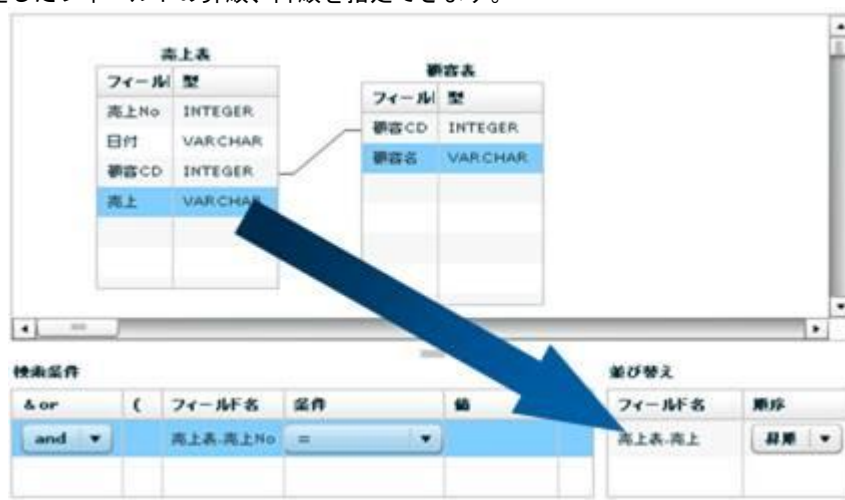 したフィールドの昇順、降順を指定できます。
売上表
フィール 型
売上No INTEGER
日付 VARCHAR
顧客CD INTEGER
売上 VARCHAR
顧客表
フィール 型
顧客CD INTEGER
顧客名 VARCHAR
検索条件
& or ( フィールド名 条件 値
and 売上表.売上No =
並び替え
フィールド名 順序
売上表.売上 昇順